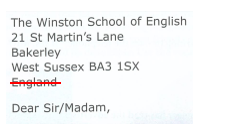 The Winston School of English
21 St Martin's Lane
Bakerley
West Sussex BA3 1SX
England
Dear Sir/Madam,